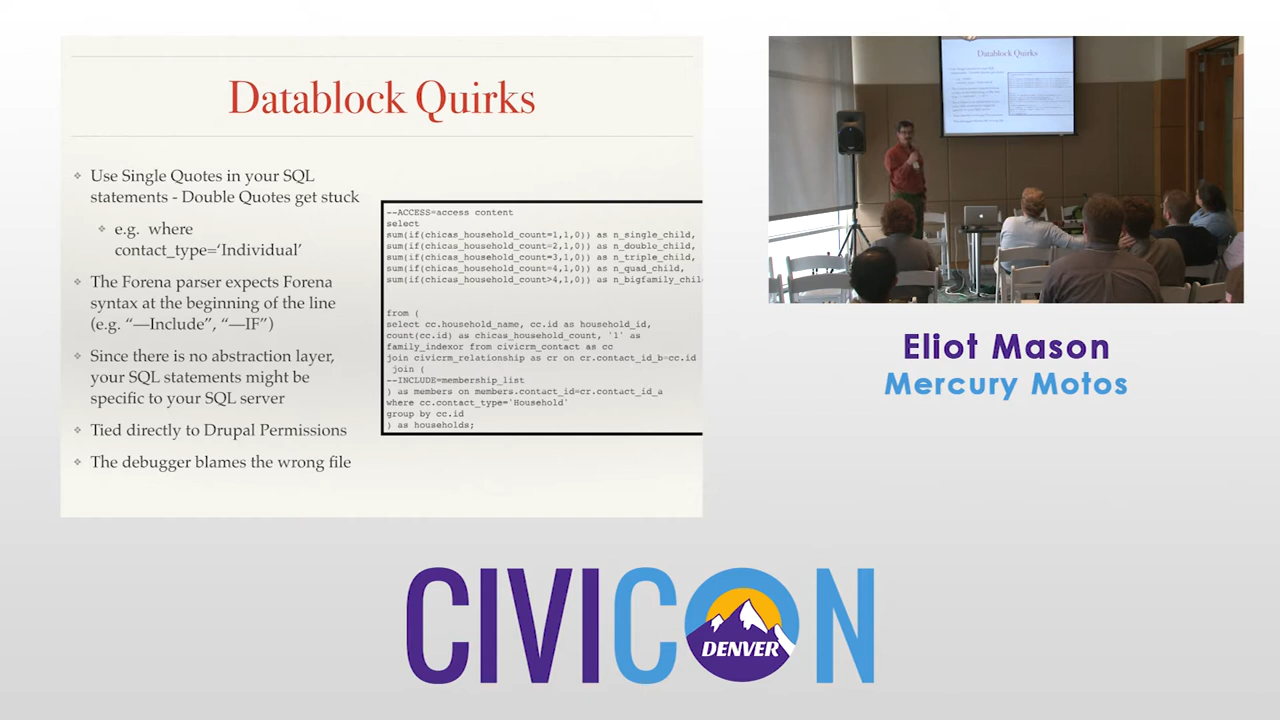 Datablock Quirks
Use Single Quotes in your SQL
statements - Double Quotes get stuck
e.g. where
contact_type=‘Individual’
The Forena parser expects Forena
syntax at the beginning of the line
(e.g. “—Include”, “—IF”)
Since there is no abstraction layer,
your SQL statements might be
specific to your SQL server
Tied directly to Drupal Permissions
The debugger blames the wrong file
--ACCESS=access content
select
sum(if(chicas_household_count=1,1,0)) as n_single_child,
sum(if(chicas_household_count=2,1,0)) as n_double_child,
sum(if(chicas_household_count=3,1,0)) as n_triple_child,
sum(if(chicas_household_count=4,1,0)) as n_quad_child,
sum(if(chicas_household_count>4,1,0)) as n_bigfamily_chil
from (
select cc.household_name, cc.id as household_id,
count(cc.id) as chicas_household_count, '1' as
family_indexor from civicrm_contact as cc
join civicrm_relationship as cr on cr.contact_id_b=cc.id
join (
--INCLUDE=membership_list
) as members on members.contact_id=cr.contact_id_a
where cc.contact_type='Household'
group by cc.id
) as households;
Datablock Quirks
Eliot Mason
Mercury Motos
CIVICON
DENVER